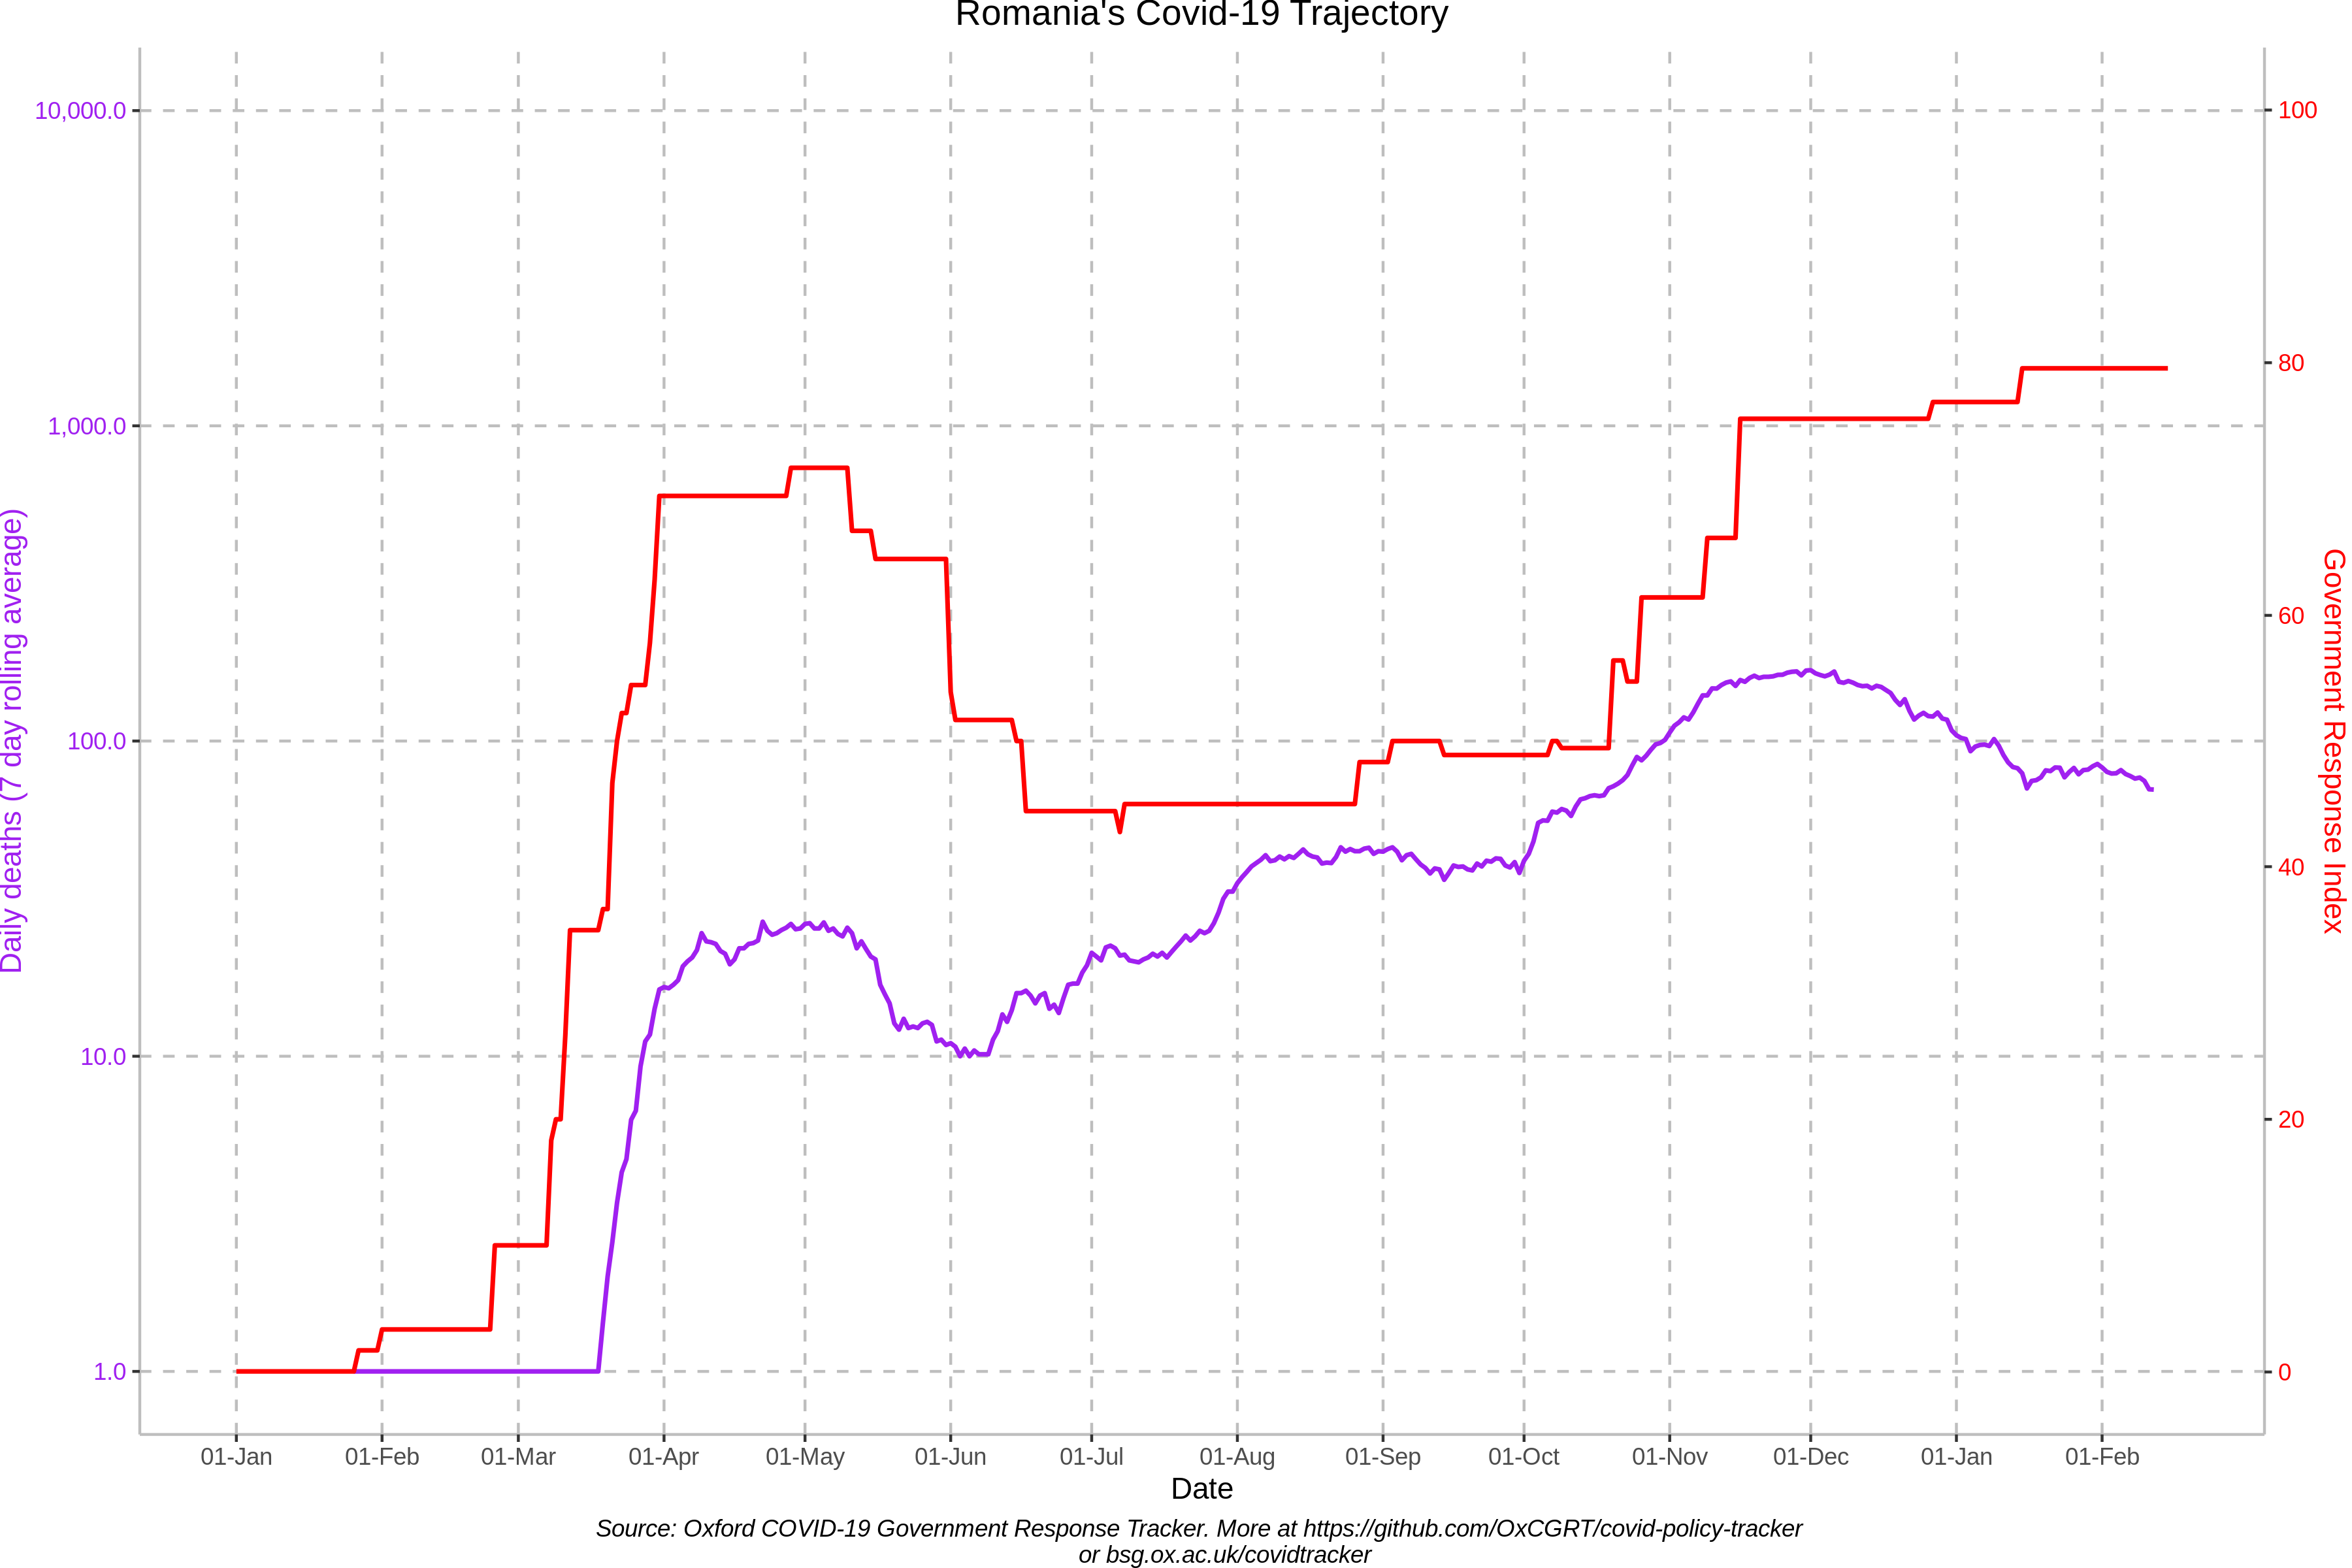 Romania's Covid-19 Trajectory
10,000.0
1,000.0
100.0
10.0
1.0
Daily deaths (7 day rolling average)
100
80
60
40
20
0
Government Response Index
01-Jan 01-Feb 01-Mar 01-Apr 01-May 01-Jun 01-Jul 01-Aug 01-Sep 01-Oct 01-Nov 01-Dec 01-Jan 01-Feb
Date
Source: Oxford COVID-19 Government Response Tracker. More at https://github.com/OxCGRT/covid-policy-tracker
or bsg.ox.ac.uk/covidtracker